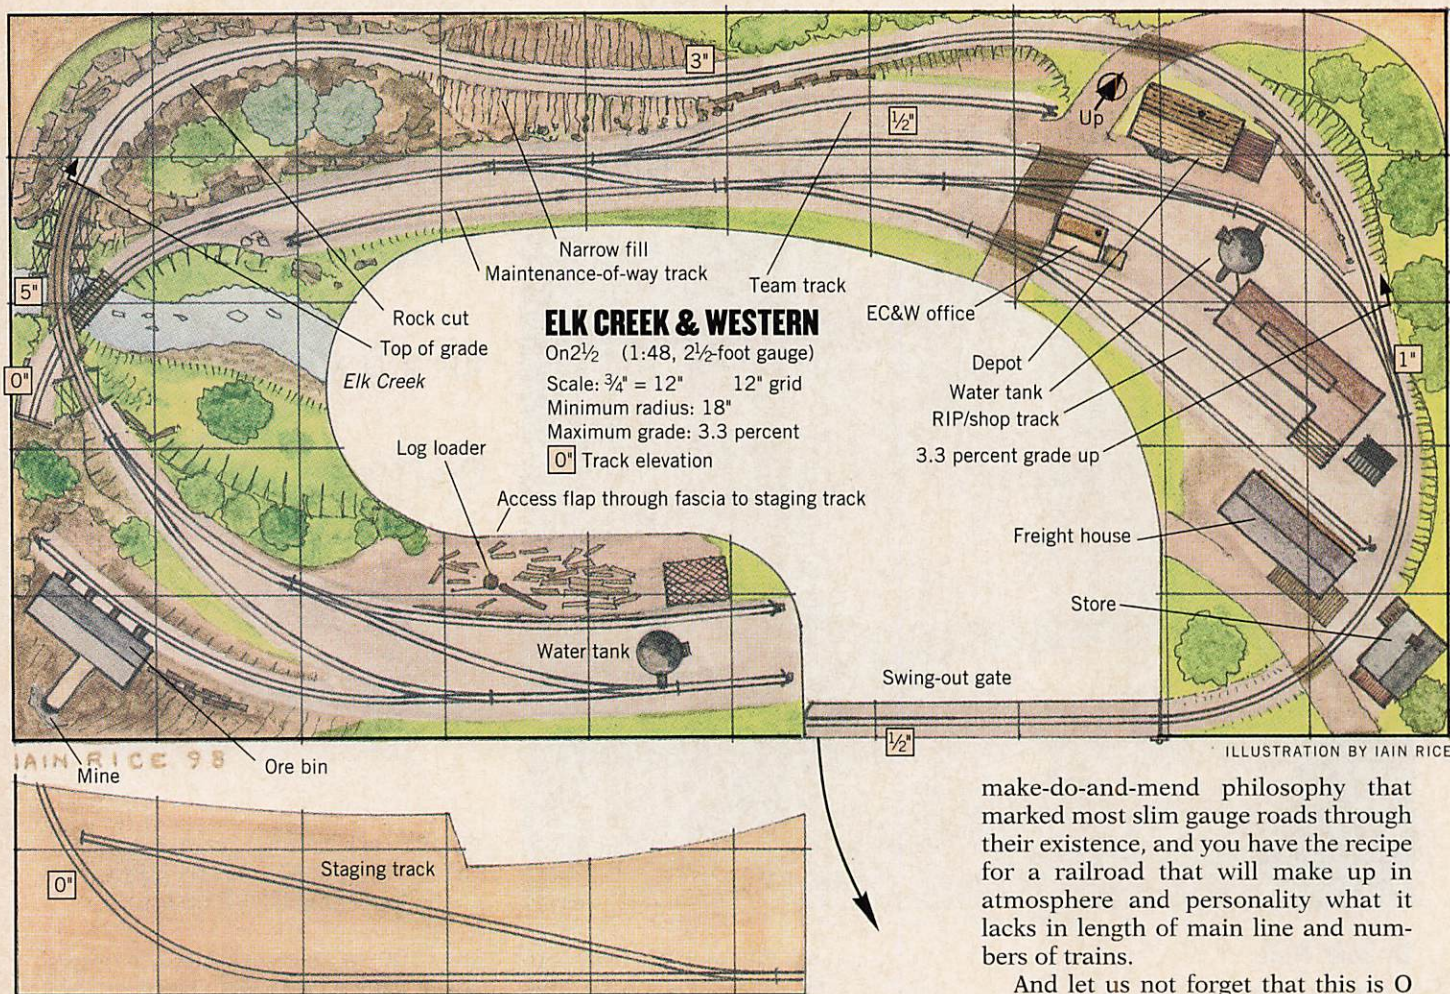 3"
½"
Up
Narrow fill
Maintenance-of-way track
Team track
5"
Rock cut
ELK CREEK & WESTERN
EC&W office
Top of grade
On2½ (1:48, 2½-foot gauge)
Depot
1"
0"
Elk Creek
Scale: ¾" = 12" 12" grid
Water tank
Minimum radius: 18"
RIP/shop track
Maximum grade: 3.3 percent
Log loader
0" Track elevation
3.3 percent grade up
Access flap through fascia to staging track
Freight house
Store
Water tank
Swing-out gate
½"
ILLUSTRATION BY IAIN RICE
IAIN RICE 98
Mine
Ore bin
Staging track
0"
make-do-and-mend philosophy that
marked most slim gauge roads through
their existence, and you have the recipe
for a railroad that will make up in
atmosphere and personality what it
lacks in length of main line and num-
bers of trains.
And let us not forget that this is O